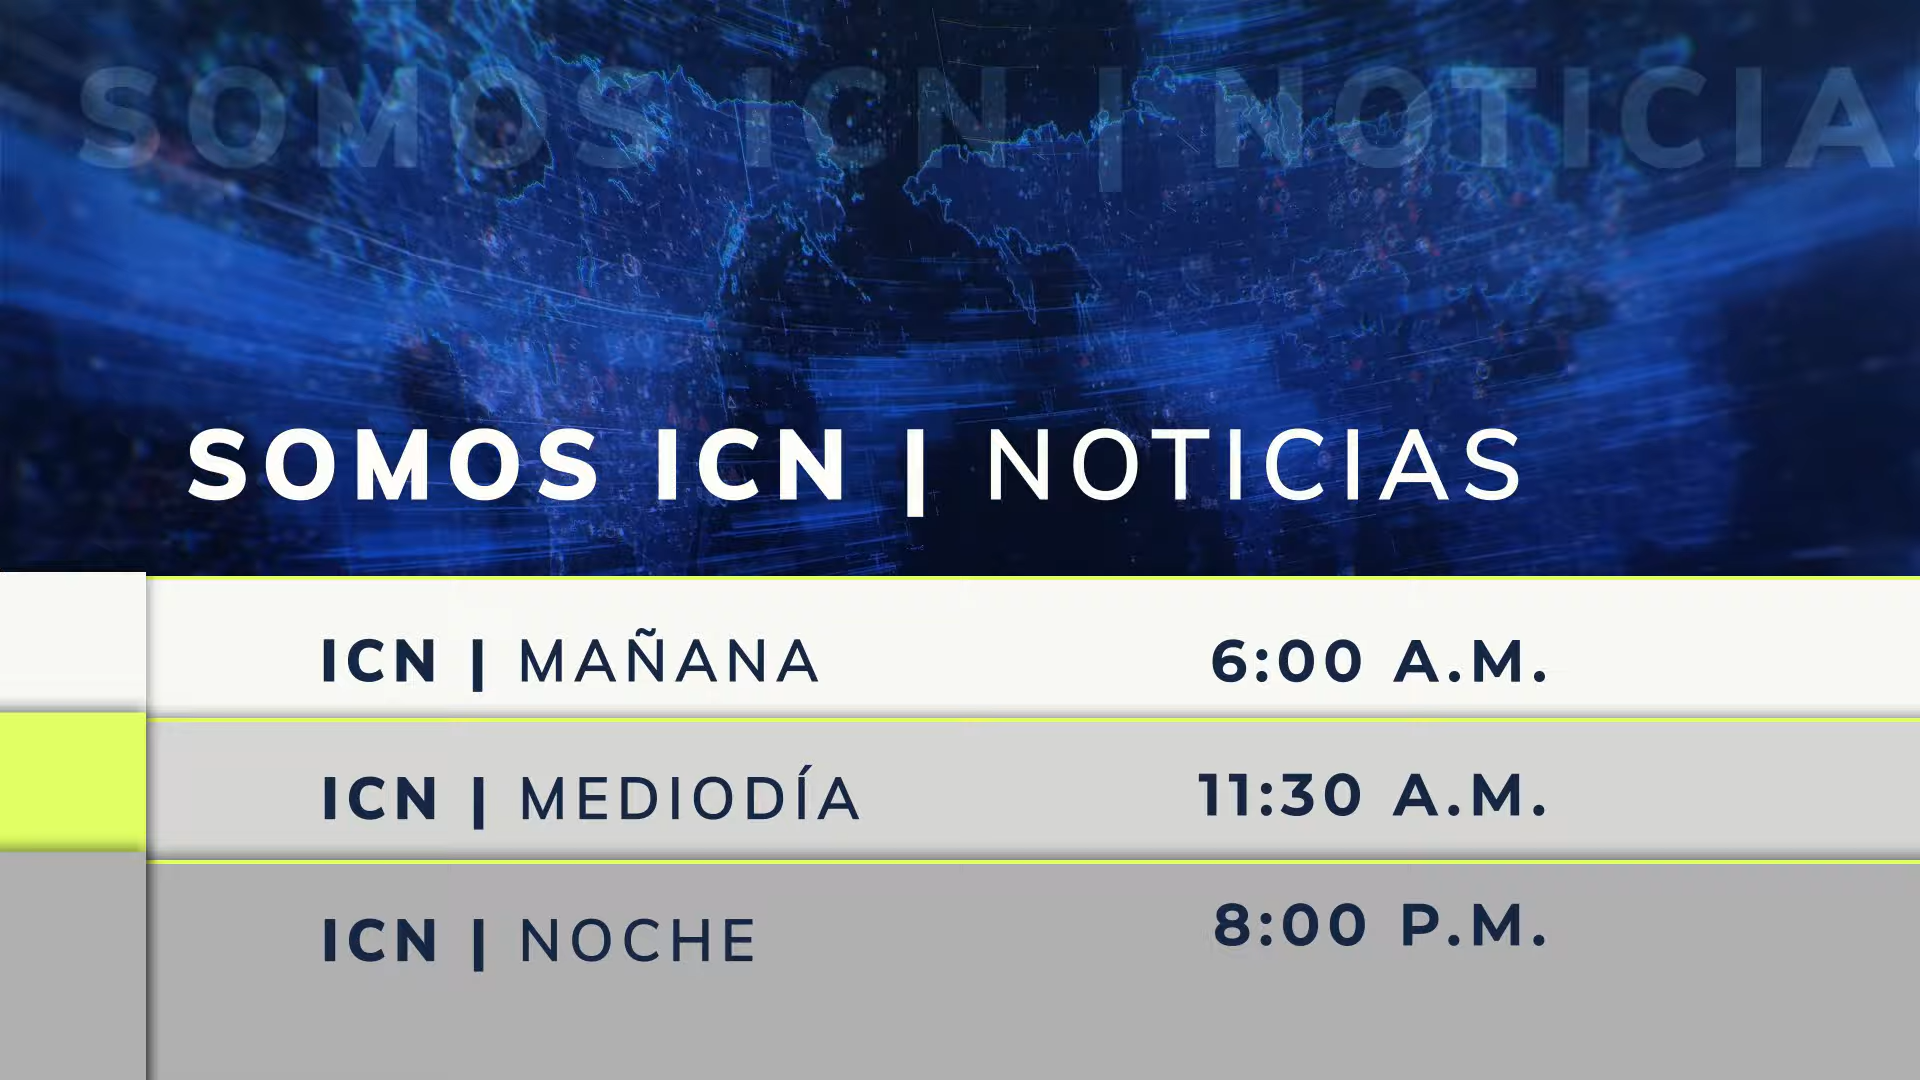 SOMOS ICN | NOTICIAS
SOMOS ICN | NOTICIAS
ICN | MAÑANA 6:00 A.M.
ICN | MEDIODÍA 11:30 A.M.
ICN | NOCHE 8:00 P.M.